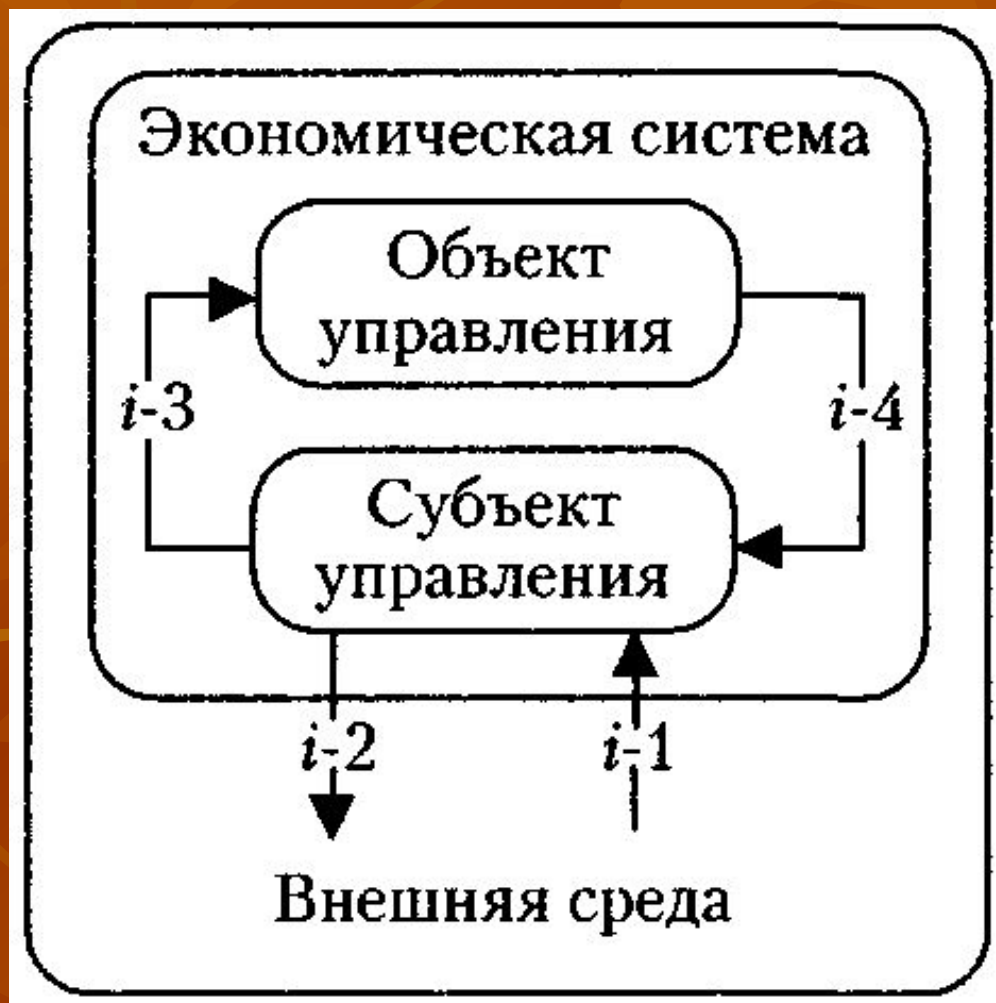 Экономическая система
Объект
управления
i-3
i-4
Субъект
управления
i-2
i-1
Внешняя среда